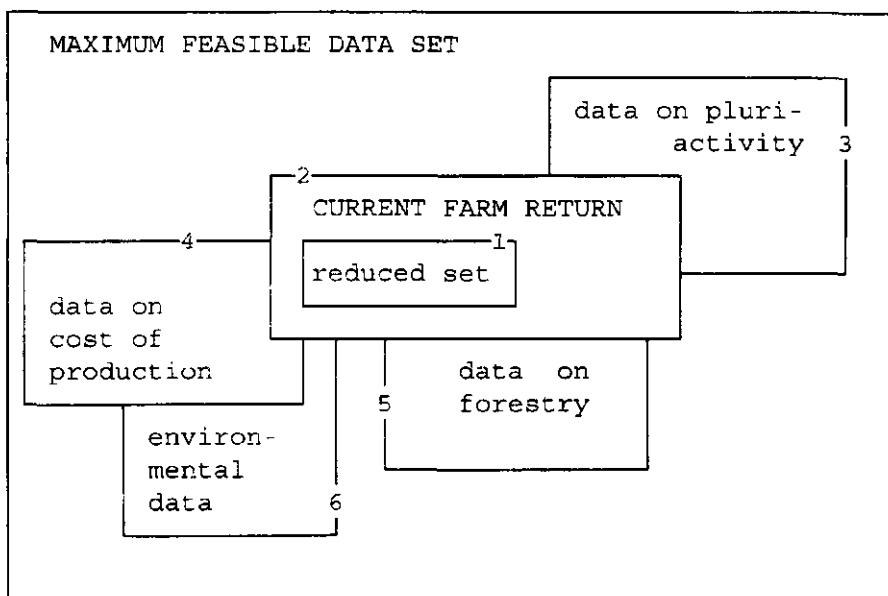 MAXIMUM FEASIBLE DATA SET
data on pluri-
activity 3
2
CURRENT FARM RETURN
4
1
reduced set
data on
cost of
production
data on
5 forestry
environ-
mental
data 6